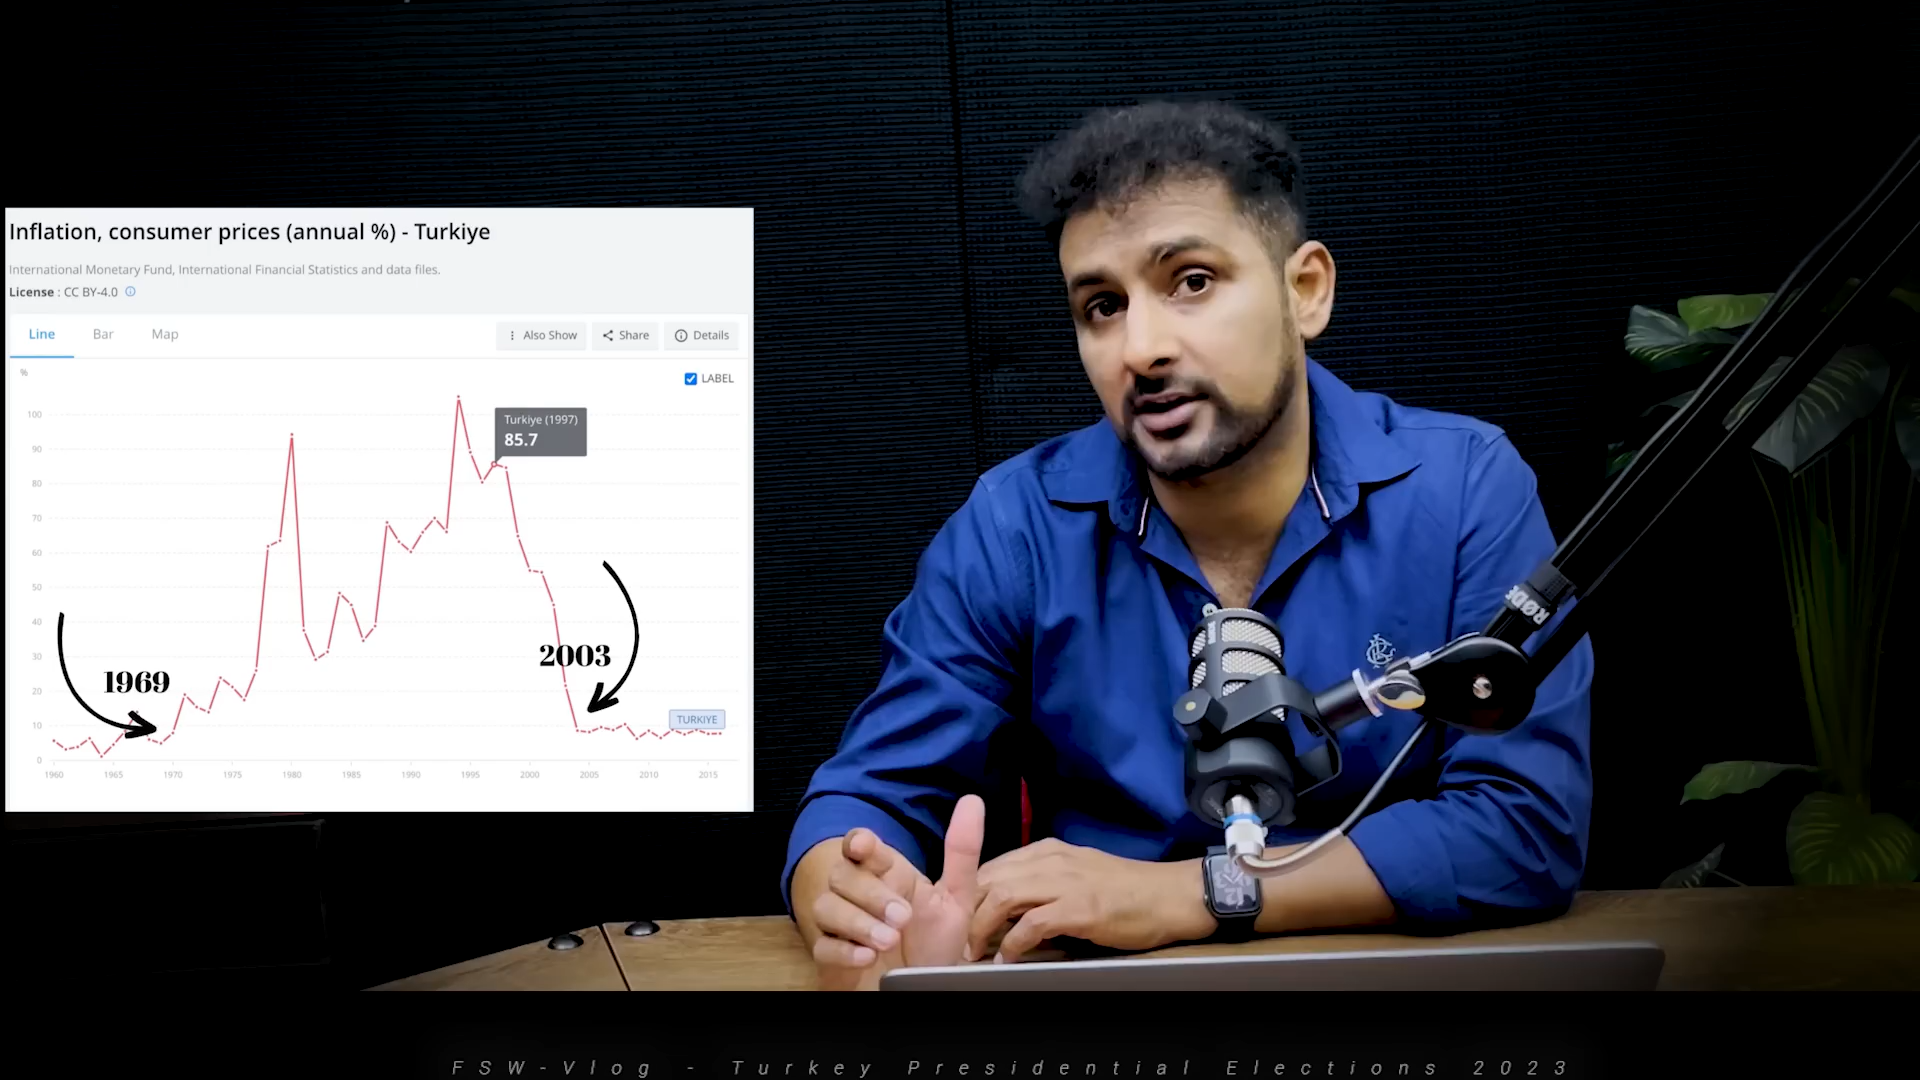 Inflation, consumer prices (annual %) - Turkiye
International Monetary Fund, International Financial Statistics and data files.
License : CC BY-4.0
Line Bar Map Also Show Share Details
%
LABEL
100
90
80
70
60
50
40
30
20
10
0
Turkiye (1997)
85.7
1969
2003
TURKIYE
1960 1965 1970 1975 1980 1985 1990 1995 2000 2005 2010 2015
RØDE
FSW-Vlog - Turkey Presidential Elections 2023